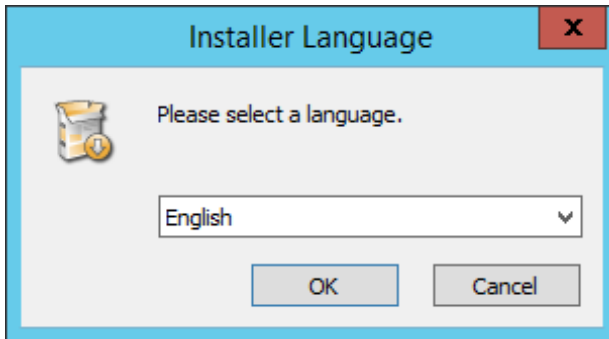 Installer Language
x
Please select a language.
English
OK
Cancel